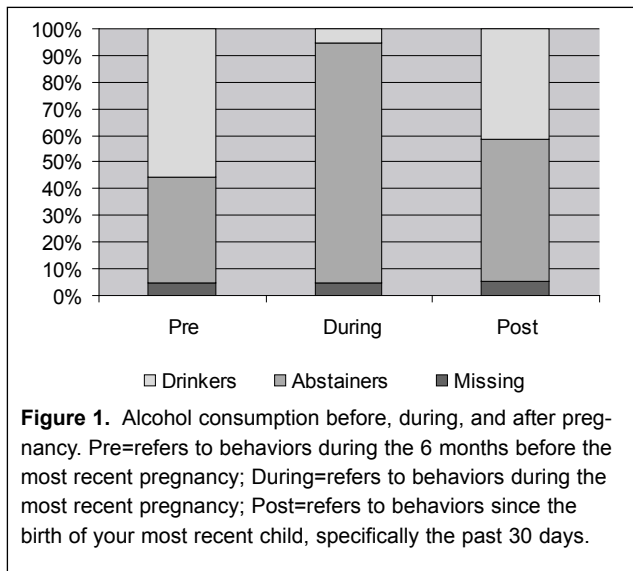 100%
90%
80%
70%
60%
50%
40%
30%
20%
10%
0%
Pre During Post
Drinkers Abstainers Missing
Figure 1. Alcohol consumption before, during, and after preg-
nancy. Pre=refers to behaviors during the 6 months before the
most recent pregnancy; During=refers to behaviors during the
most recent pregnancy; Post=refers to behaviors since the
birth of your most recent child, specifically the past 30 days.